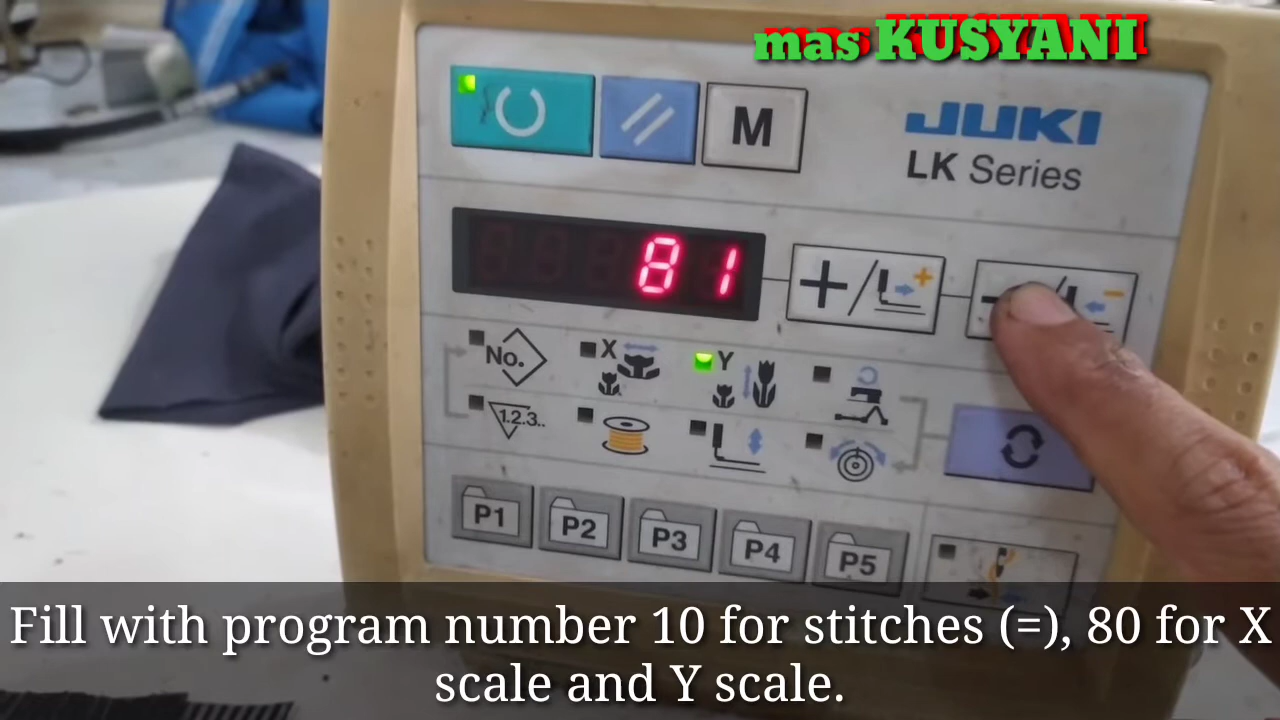 mas KUSYANI
M
JUKI
LK Series
81
No.
X
Y
1.2.3..
P1
P2
P3
P4
P5
Fill with program number 10 for stitches (=), 80 for X
scale and Y scale.